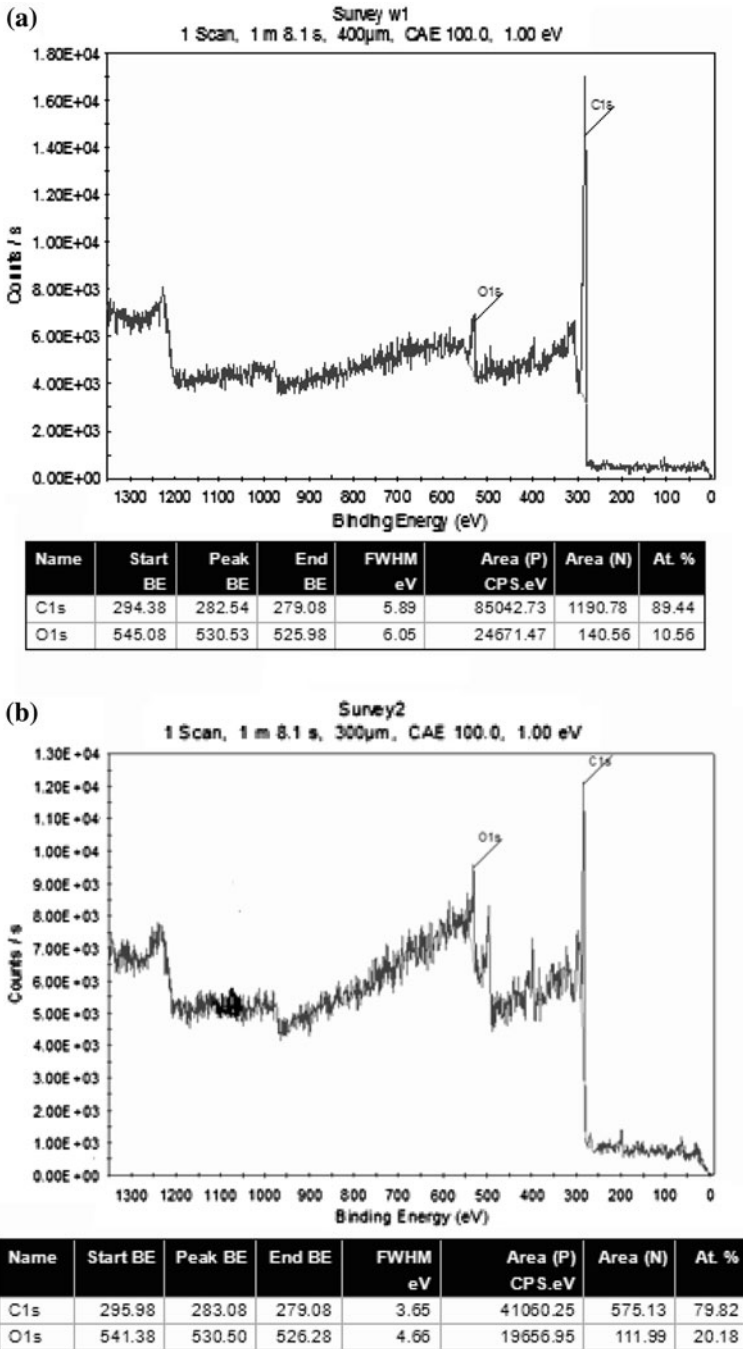 (a)
Survey w1
1 Scan, 1 m 8.1 s, 400µm, CAE 100.0, 1.00 eV
1.80E+04
1.60E+04
1.40E+04
1.20E+04
1.00E+04
8.00E+03
6.00E+03
4.00E+03
2.00E+03
0.00E+00
Counts / s
C1s
O1s
1300 1200 1100 1000 900 800 700 600 500 400 300 200 100 0
Binding Energy (eV)
Name Start BE Peak BE End BE FWHM eV Area (P) CPS.eV Area (N) At. %
C1s 294.38 282.54 279.08 5.89 85042.73 1190.78 89.44
O1s 545.08 530.53 525.98 6.05 24671.47 140.56 10.56
(b)
Survey2
1 Scan, 1 m 8.1 s, 300µm, CAE 100.0, 1.00 eV
1.30E +04
1.20E +04
1.10E +04
1.00E +04
9.00E +03
8.00E +03
7.00E +03
6.00E +03
5.00E +03
4.00E +03
3.00E +03
2.00E +03
1.00E +03
0.00E +00
Counts / s
C1s
O1s
1300 1200 1100 1000 900 800 700 600 500 400 300 200 100 0
Binding Energy (eV)
Name Start BE Peak BE End BE FWHM eV Area (P) CPS.eV Area (N) At. %
C1s 295.98 283.08 279.08 3.65 41060.25 575.13 79.82
O1s 541.38 530.50 526.28 4.66 19656.95 111.99 20.18